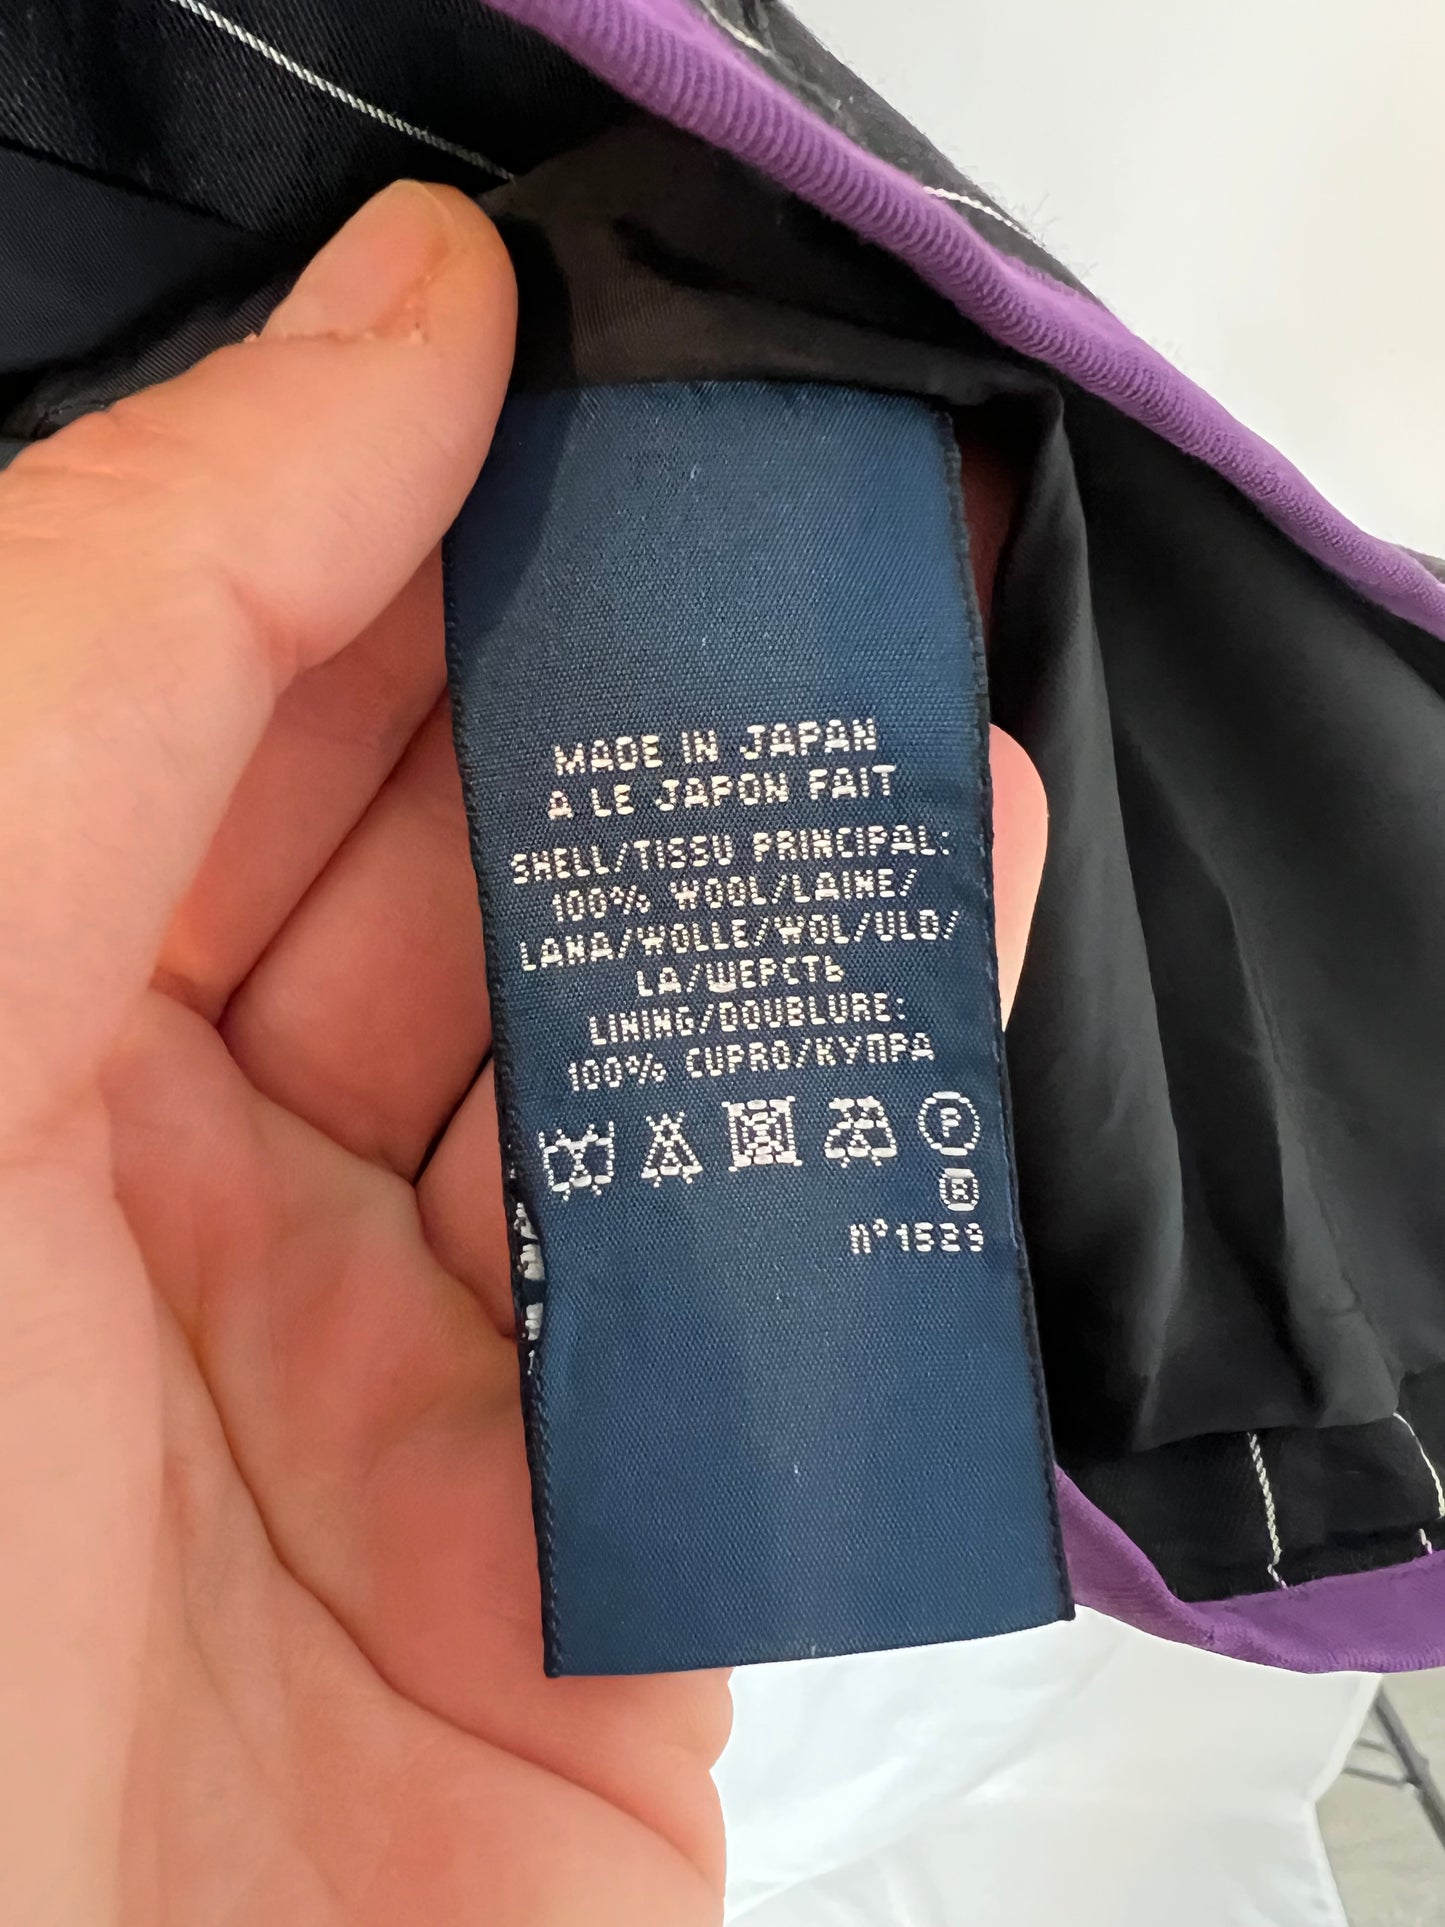 MADE IN JAPAN
A LE JAPON FAIT
SHELL/TISSU PRINCIPAL:
100% WOOL/LAINE/
LANA/WOLLE/WOL/ULD/
LA/ШЕРСТЬ
LINING/DOUBLURE:
100% CUPRO/КУПРА
P
R
n°1529